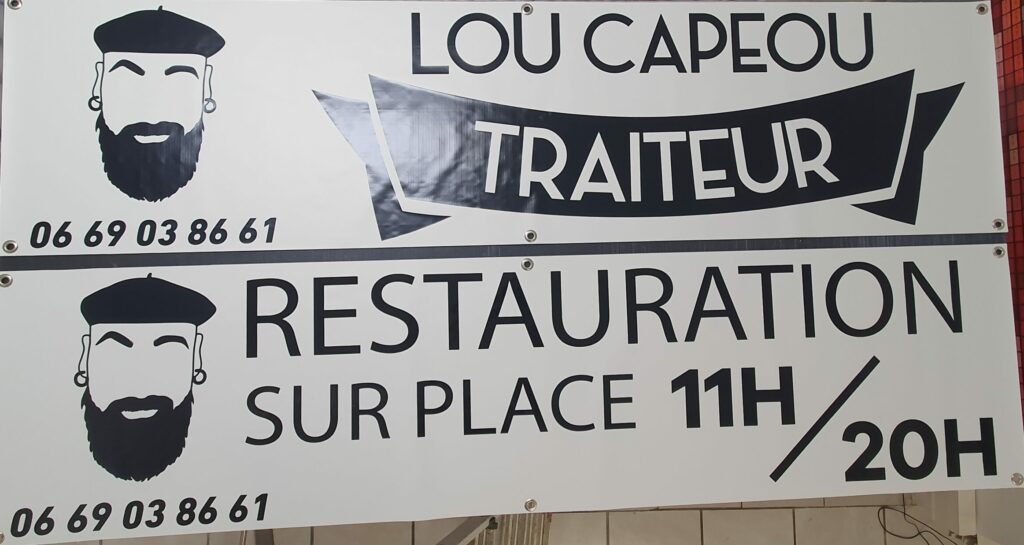 LOU CAPEOU
TRAITEUR
06 69 03 86 61
RESTAURATION
SUR PLACE 11H / 20H
06 69 03 86 61